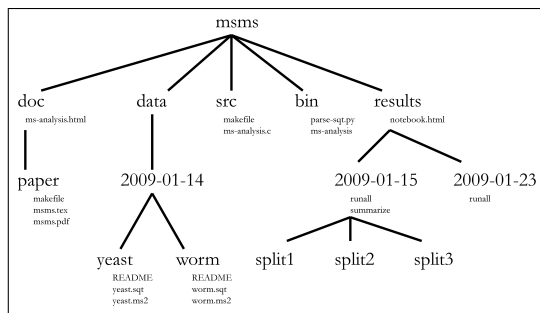 msms
doc data src bin results
ms-analysis.html makefile parse-sqt.py notebook.html
ms-analysis.c ms-analysis
paper 2009-01-14 2009-01-15 2009-01-23
makefile runall runall
msms.tex summarize
msms.pdf
yeast worm split1 split2 split3
README README
yeast.sqt worm.sqt
yeast.ms2 worm.ms2